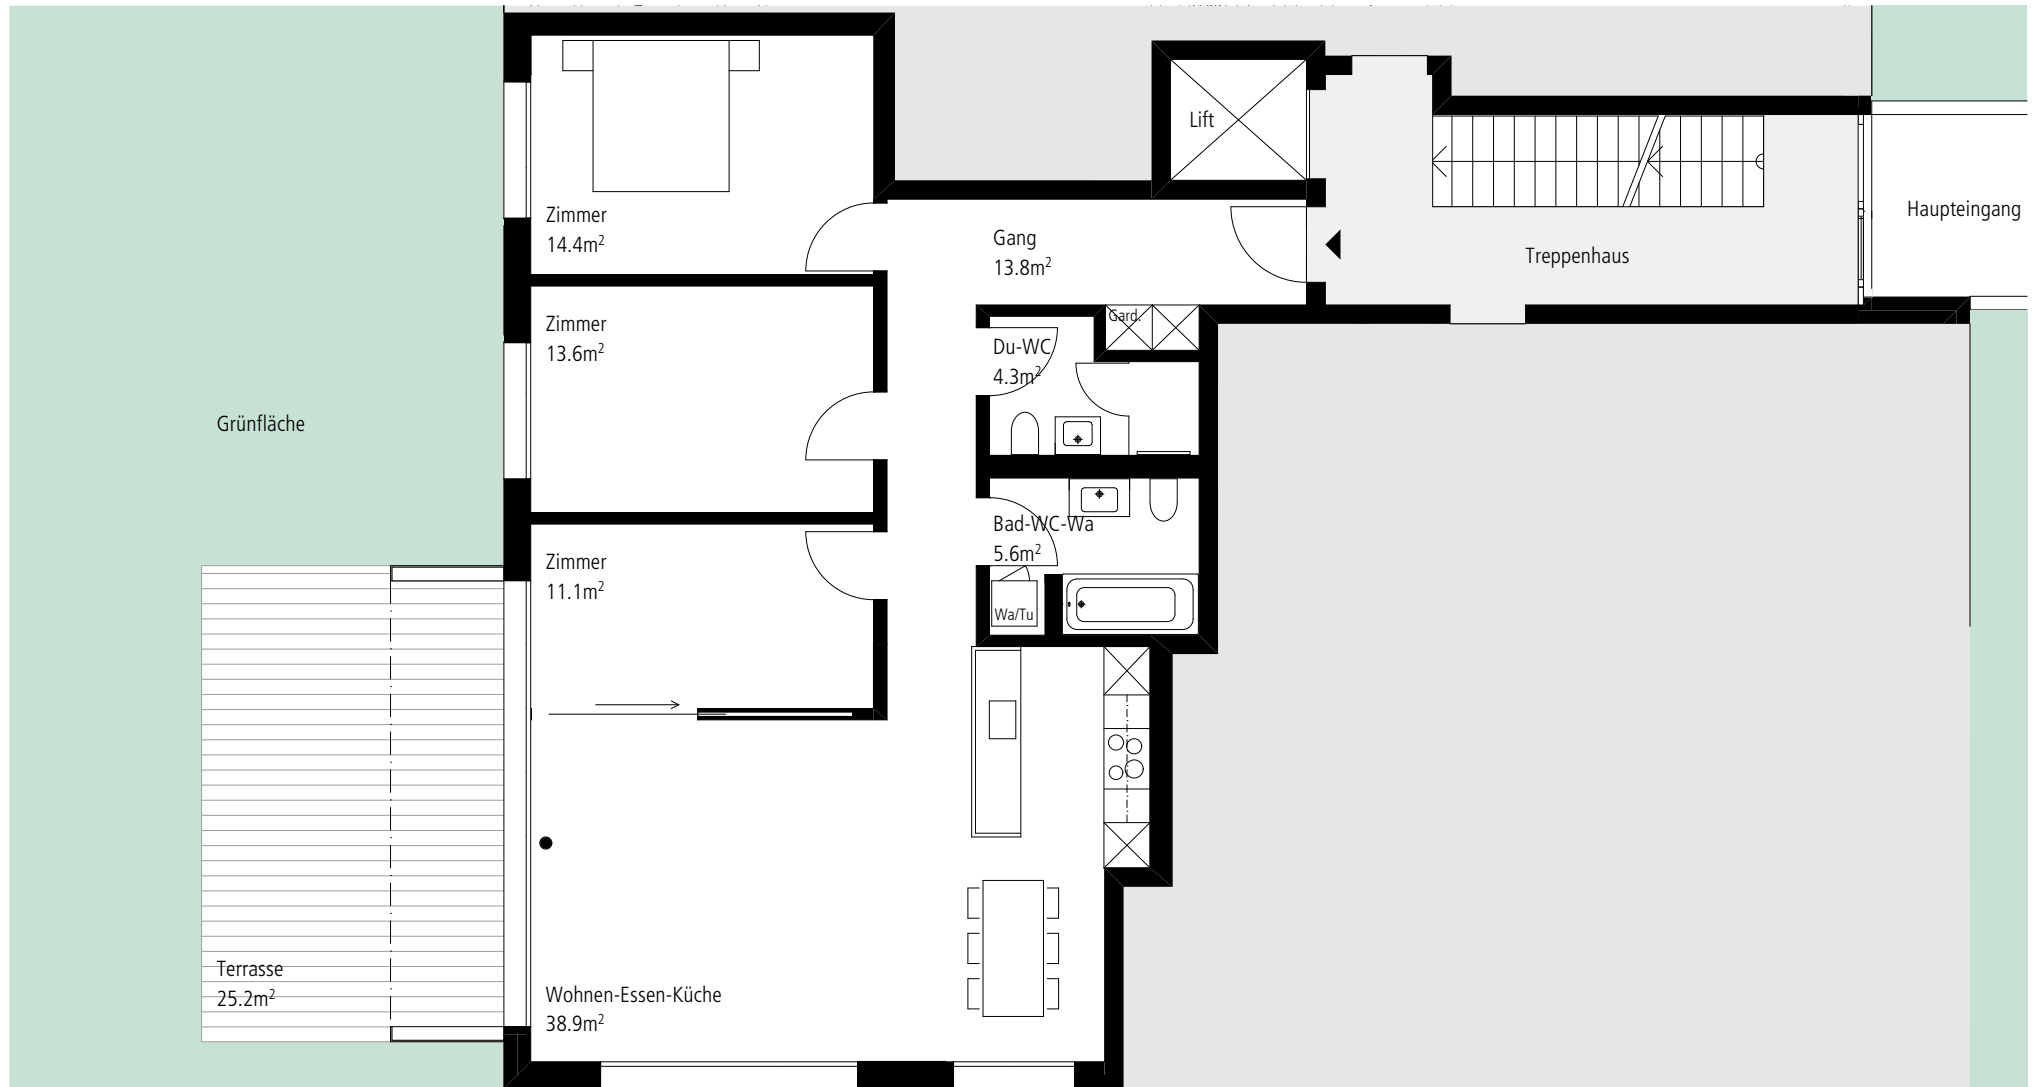 Lift
Zimmer
14.4m²
Gang
13.8m²
Haupteingang
Treppenhaus
Zimmer
13.6m²
Gard.
Du-WC
4.3m²
Grünfläche
Bad-WC-Wa
5.6m²
Zimmer
11.1m²
Wa/Tu
Terrasse
25.2m²
Wohnen-Essen-Küche
38.9m²